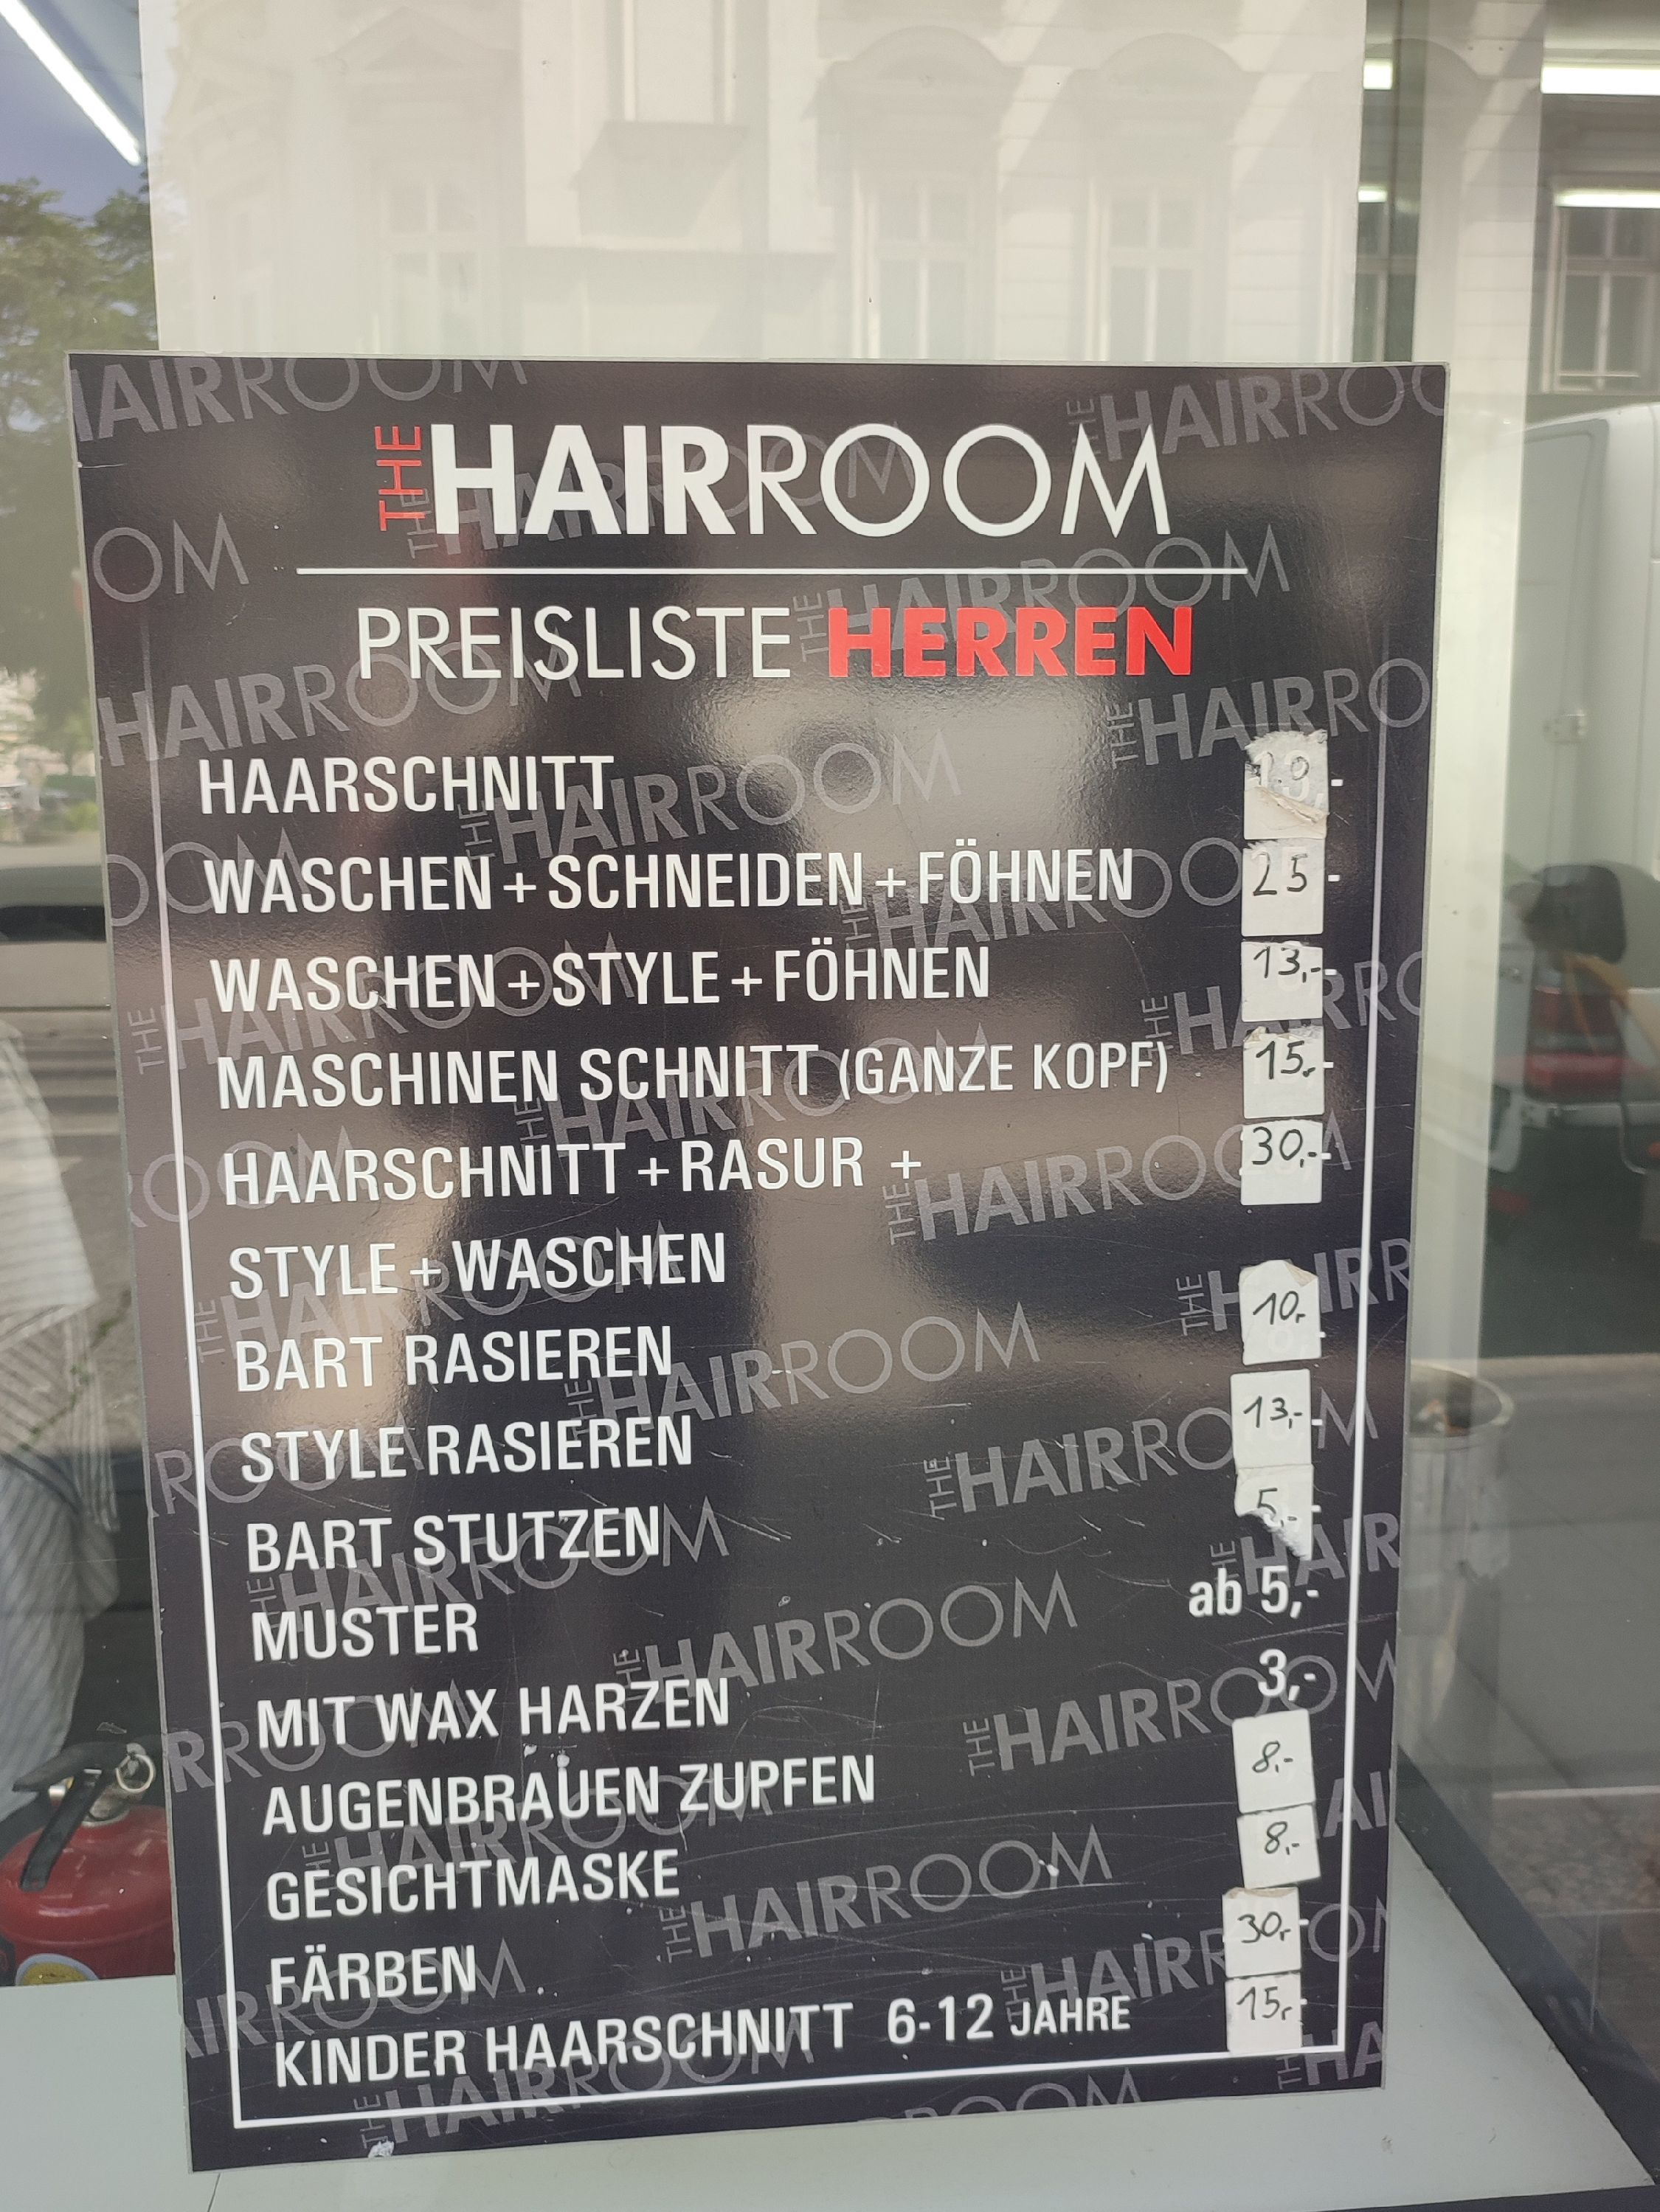 THE HAIRROOM
PREISLISTE HERREN
HAARSCHNITT
WASCHEN + SCHNEIDEN + FÖHNEN 25 -
WASCHEN + STYLE + FÖHNEN 13,-
MASCHINEN SCHNITT (GANZE KOPF) 15,-
HAARSCHNITT + RASUR + 30,-
STYLE + WASCHEN
BART RASIEREN 10,-
STYLE RASIEREN 13,-
BART STUTZEN 5,-
MUSTER ab 5,-
MIT WAX HARZEN 3,-
AUGENBRAUEN ZUPFEN 8,-
GESICHTMASKE 8,-
FÄRBEN 30,-
KINDER HAARSCHNITT 6-12 JAHRE 15,-